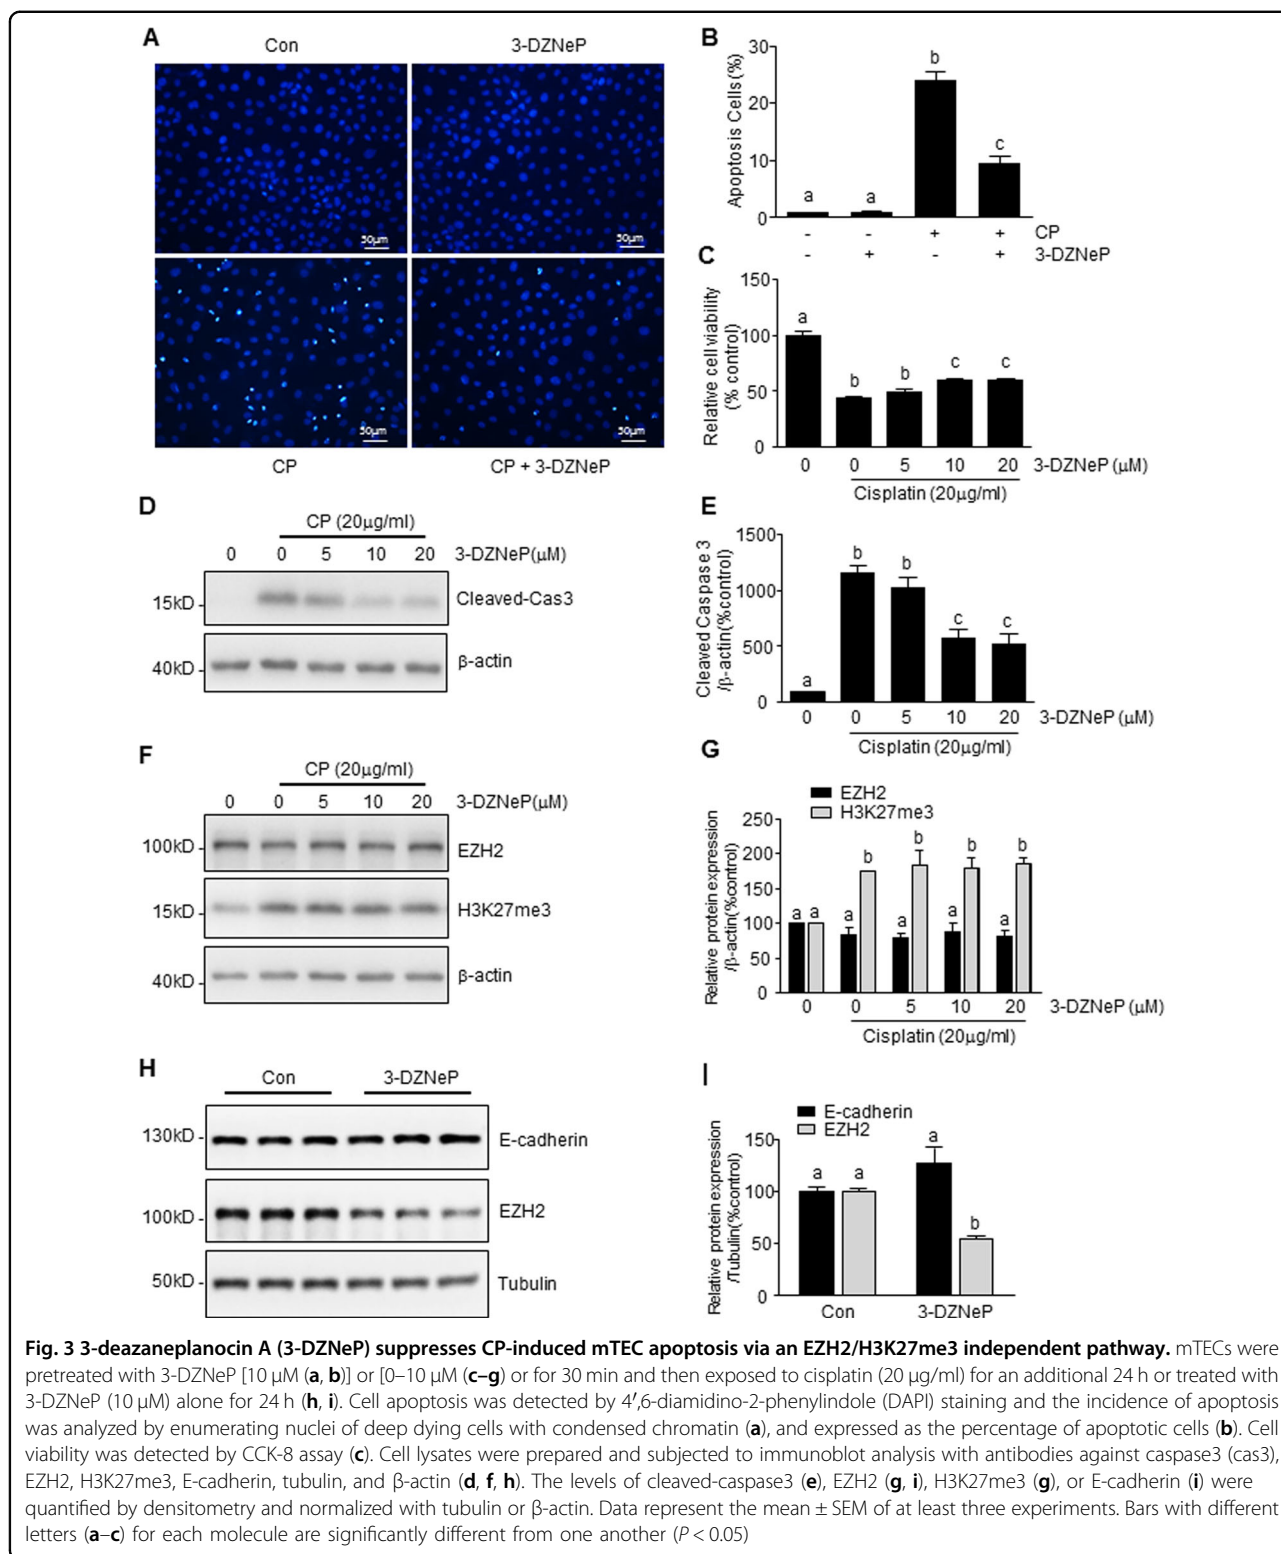 A
Con
3-DZNeP
50μm
50μm
50μm
50μm
CP
CP + 3-DZNeP
B
Apoptosis Cells (%)
30
20
10
0
a
a
b
c
- - + + CP
- + - + 3-DZNeP
C
Relative cell viability
(% control)
150
100
50
0
a
b
b
c
c
0 0 5 10 20 3-DZNeP (μM)
Cisplatin (20μg/ml)
D
CP (20μg/ml)
0 0 5 10 20 3-DZNeP(μM)
15kD
Cleaved-Cas3
40kD
β-actin
E
Cleaved Caspase 3
/β-actin(%control)
1500
1000
500
0
a
b
b
c
c
0 0 5 10 20 3-DZNeP (μM)
Cisplatin (20μg/ml)
F
CP (20μg/ml)
0 0 5 10 20 3-DZNeP(μM)
100kD
EZH2
15kD
H3K27me3
40kD
β-actin
G
EZH2
H3K27me3
Relative protein expression
/β-actin(%control)
250
200
150
100
50
0
a a
a b
a b
a b
a b
0 0 5 10 20 3-DZNeP (μM)
Cisplatin (20μg/ml)
H
Con
3-DZNeP
130kD
E-cadherin
100kD
EZH2
50kD
Tubulin
I
E-cadherin
EZH2
Relative protein expression
/Tubulin(%control)
150
100
50
0
a a
a b
Con 3-DZNeP
Fig. 3 3-deazaneplanocin A (3-DZNeP) suppresses CP-induced mTEC apoptosis via an EZH2/H3K27me3 independent pathway. mTECs were
pretreated with 3-DZNeP [10 μM (a, b)] or [0–10 μM (c–g) or for 30 min and then exposed to cisplatin (20 μg/ml) for an additional 24 h or treated with
3-DZNeP (10 μM) alone for 24 h (h, i). Cell apoptosis was detected by 4′,6-diamidino-2-phenylindole (DAPI) staining and the incidence of apoptosis
was analyzed by enumerating nuclei of deep dying cells with condensed chromatin (a), and expressed as the percentage of apoptotic cells (b). Cell
viability was detected by CCK-8 assay (c). Cell lysates were prepared and subjected to immunoblot analysis with antibodies against caspase3 (cas3),
EZH2, H3K27me3, E-cadherin, tubulin, and β-actin (d, f, h). The levels of cleaved-caspase3 (e), EZH2 (g, i), H3K27me3 (g), or E-cadherin (i) were
quantified by densitometry and normalized with tubulin or β-actin. Data represent the mean ± SEM of at least three experiments. Bars with different
letters (a–c) for each molecule are significantly different from one another (P < 0.05)